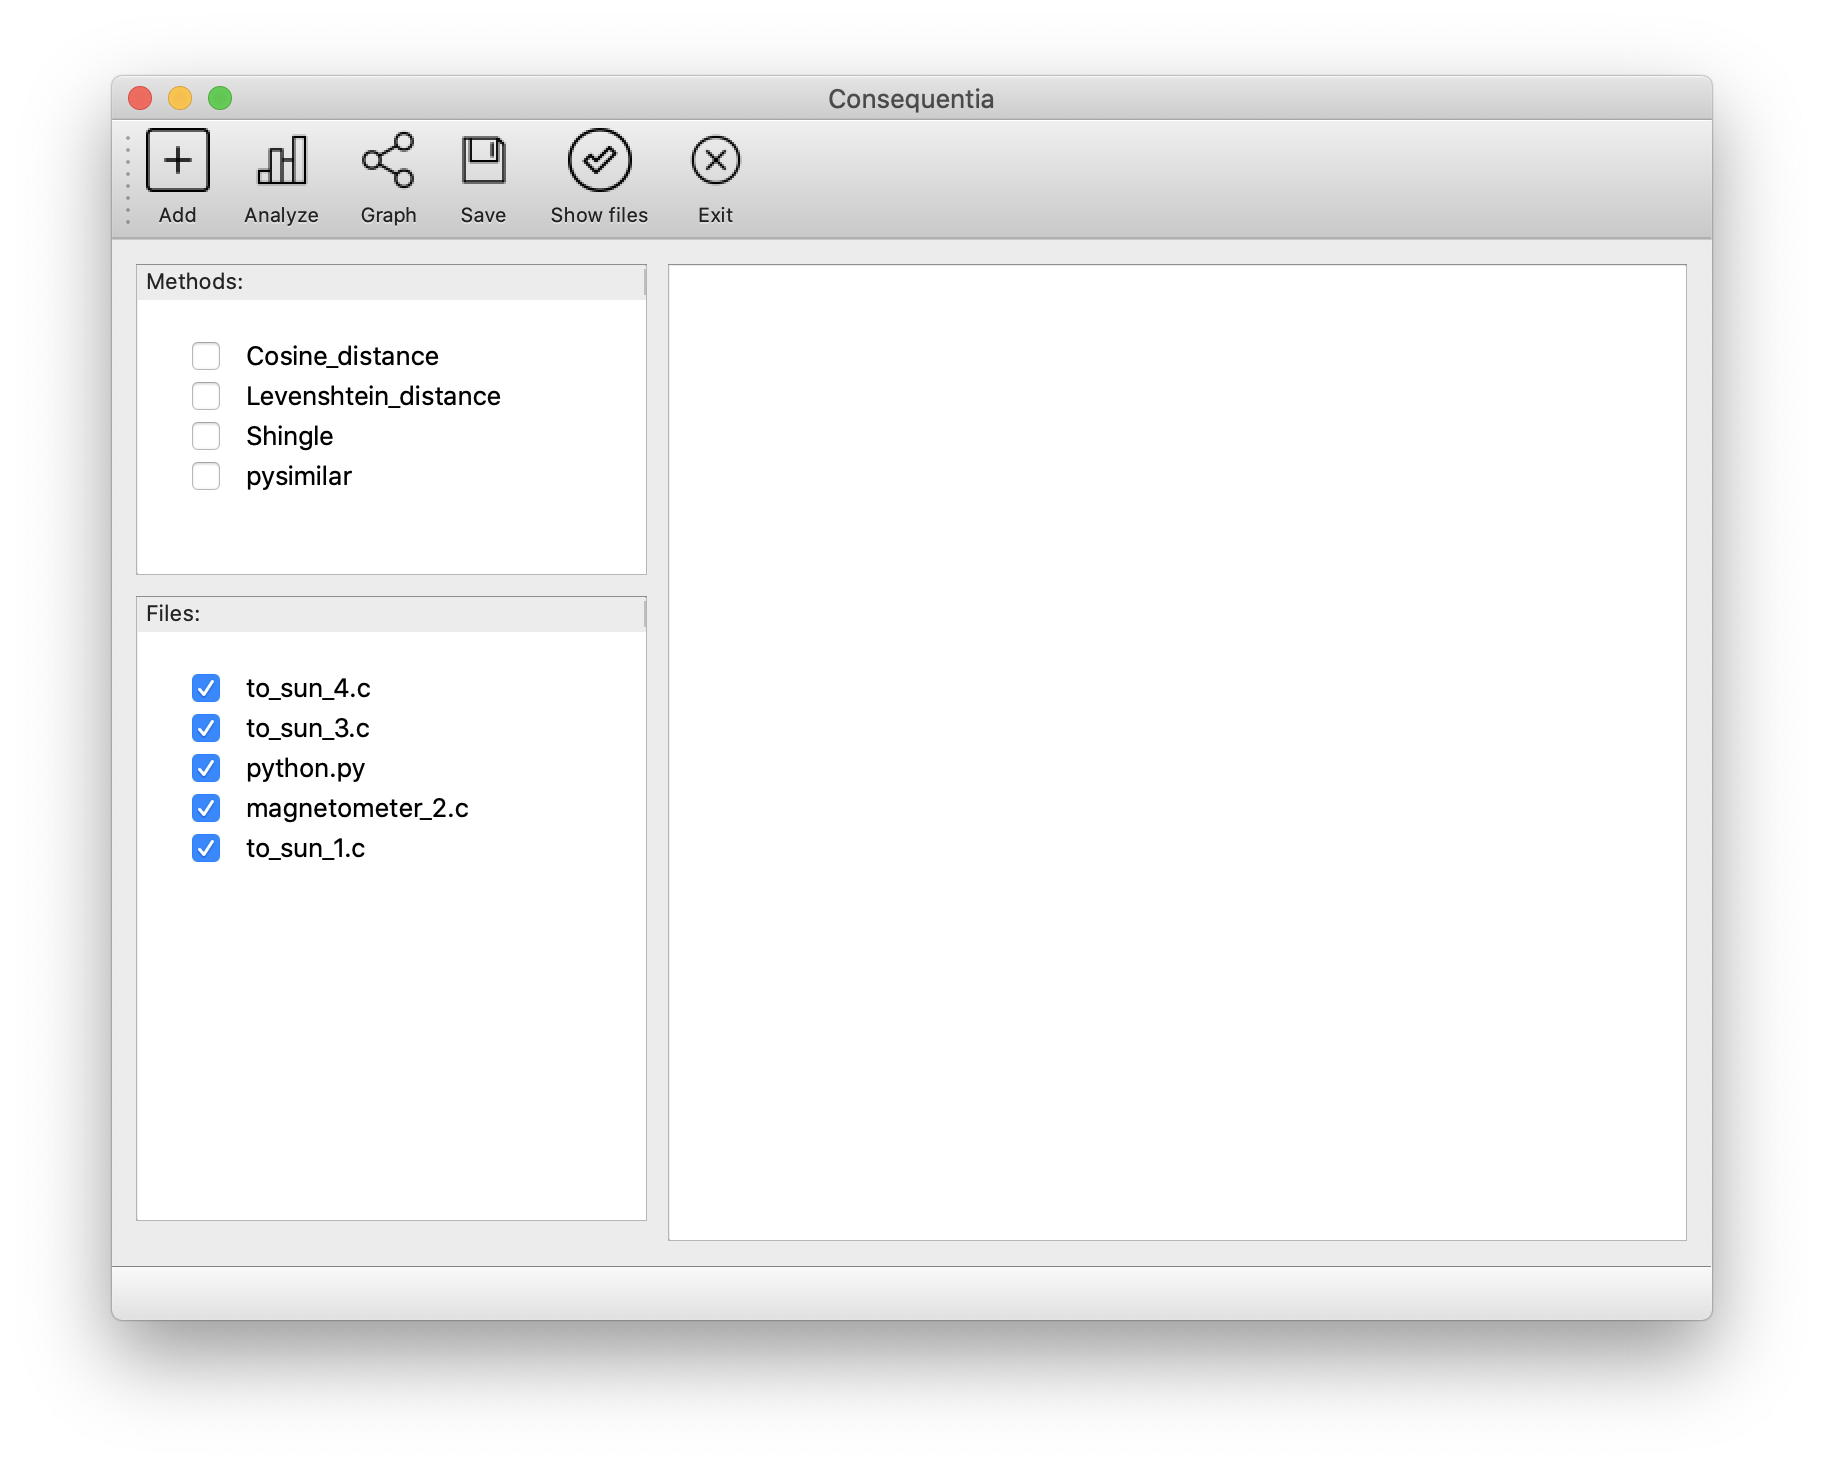 Consequentia
Add Analyze Graph Save Show files Exit
Methods:
Cosine_distance
Levenshtein_distance
Shingle
pysimilar
Files:
to_sun_4.c
to_sun_3.c
python.py
magnetometer_2.c
to_sun_1.c